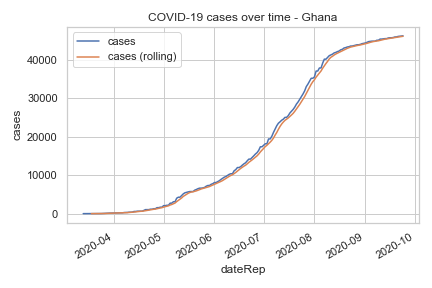 COVID-19 cases over time - Ghana
cases
cases (rolling)
40000
30000
20000
10000
0
cases
2020-04
2020-05
2020-06
2020-07
2020-08
2020-09
2020-10
dateRep